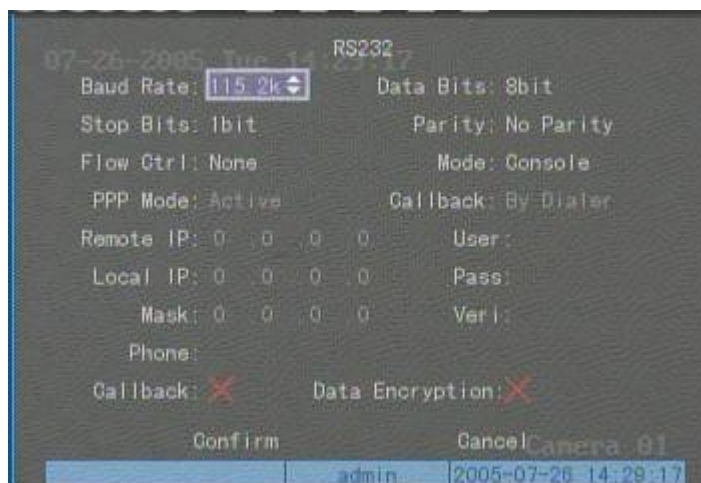 RS232
07-26-2005 Tue 14:29:17
Baud Rate: 115.2k Data Bits: 8bit
Stop Bits: 1bit Parity: No Parity
Flow Ctrl: None Mode: Console
PPP Mode: Active Callback: By Dialer
Remote IP: 0 .0 .0 .0 User:
Local IP: 0 .0 .0 .0 Pass:
Mask: 0 .0 .0 .0 Veri:
Phone:
Callback: Data Encryption:
Confirm Cancel
Camera 01
admin 2005-07-26 14:29:17